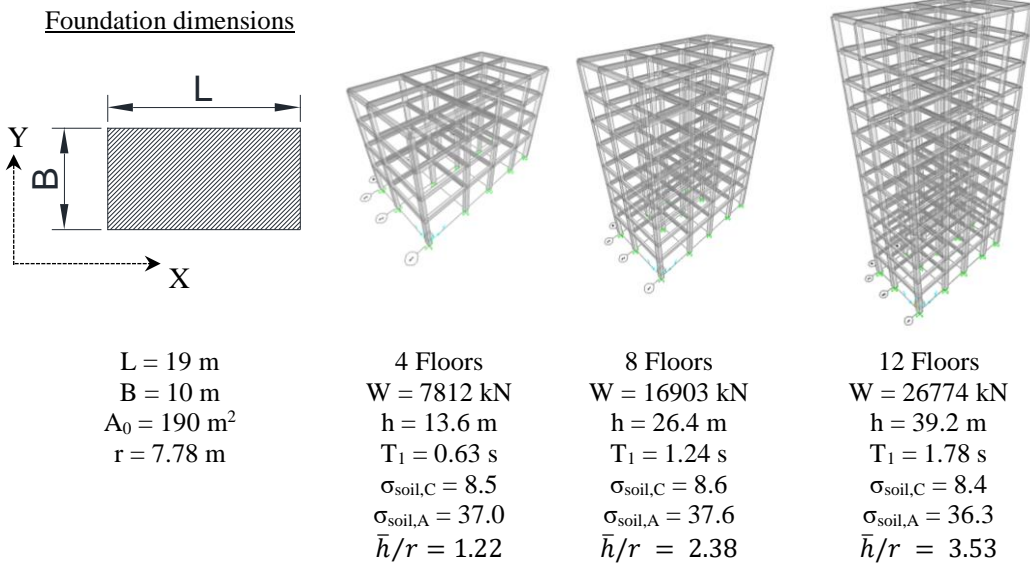 Foundation dimensions
L
B
Y
X
L = 19 m
B = 10 m
A₀ = 190 m²
r = 7.78 m
4 Floors
W = 7812 kN
h = 13.6 m
T₁ = 0.63 s
σsoil,C = 8.5
σsoil,A = 37.0
h̄/r = 1.22
8 Floors
W = 16903 kN
h = 26.4 m
T₁ = 1.24 s
σsoil,C = 8.6
σsoil,A = 37.6
h̄/r = 2.38
12 Floors
W = 26774 kN
h = 39.2 m
T₁ = 1.78 s
σsoil,C = 8.4
σsoil,A = 36.3
h̄/r = 3.53